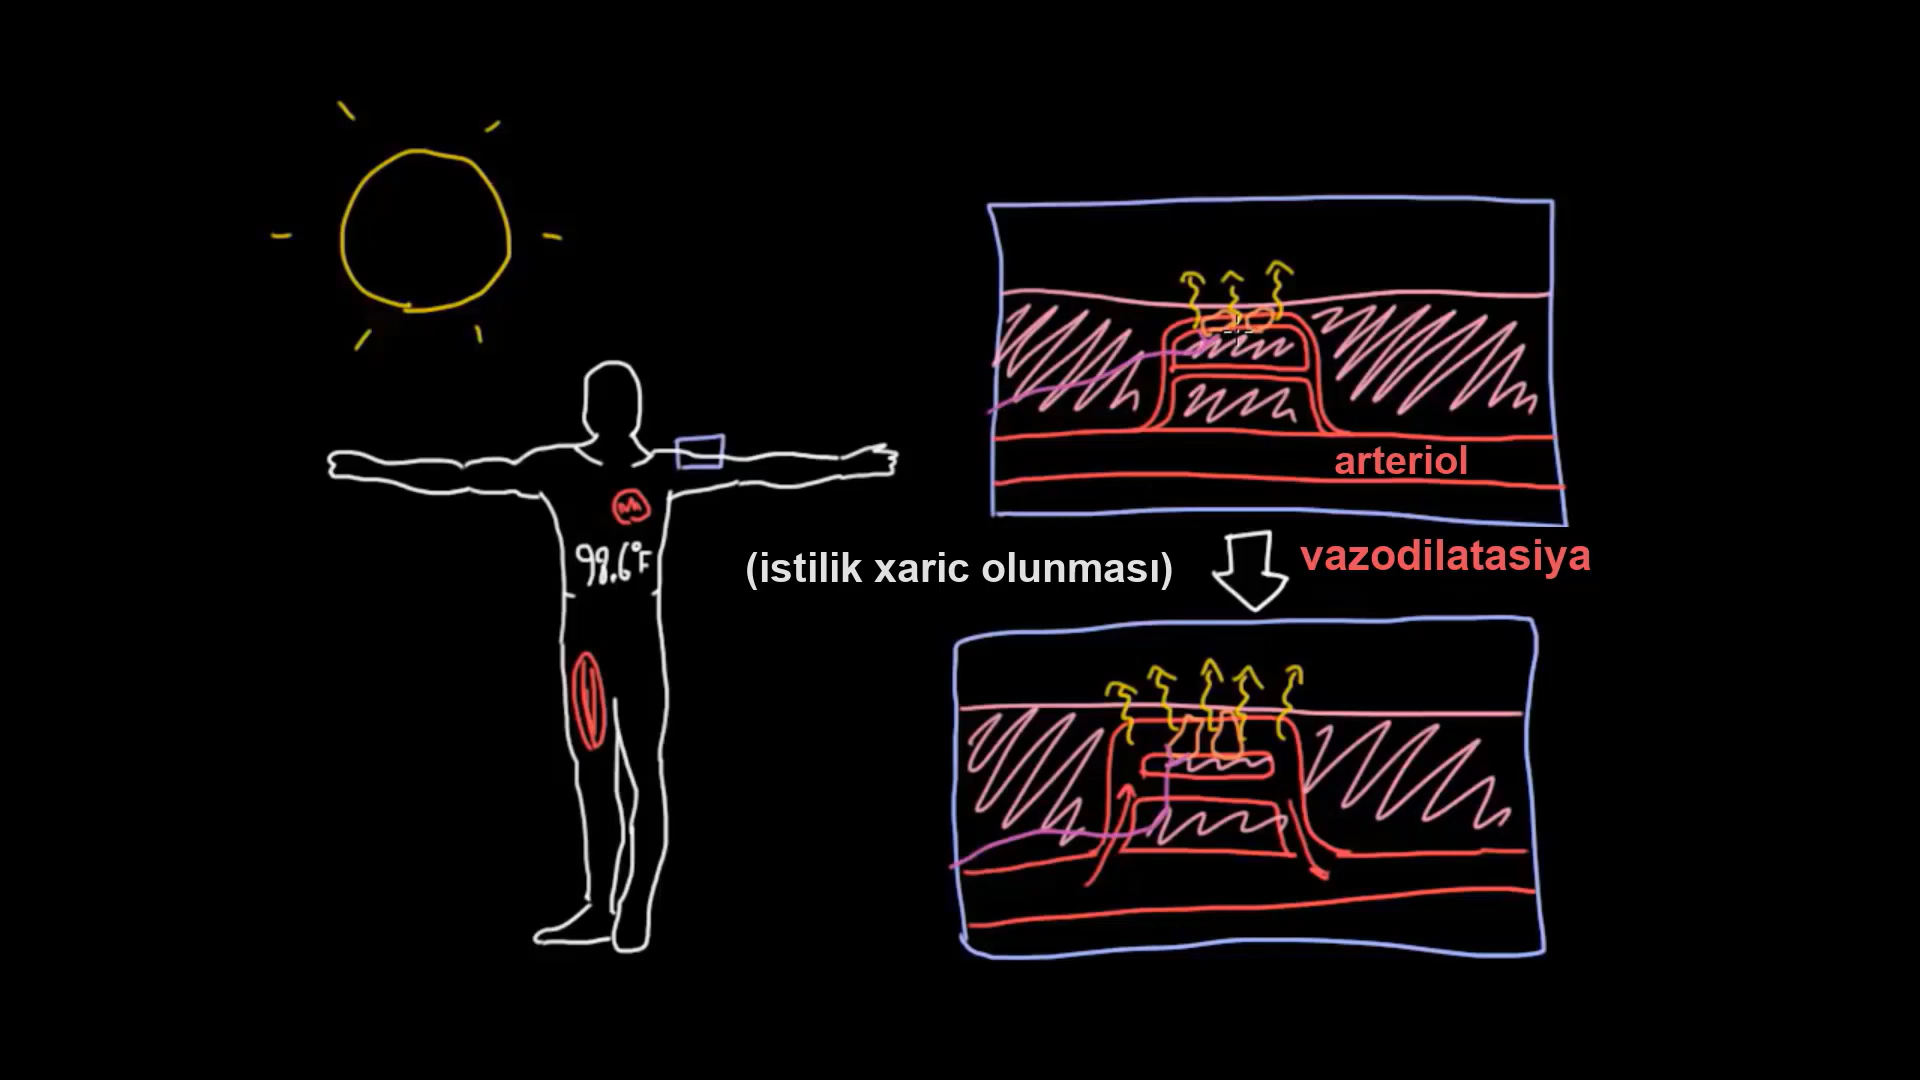 arteriol
vazodilatasiya
(istilik xaric olunması)
98.6°F